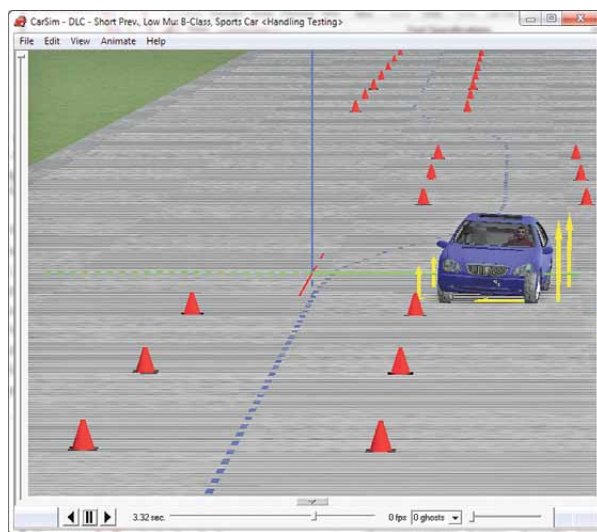 CarSim - DLC - Short Prev., Low Mu: B-Class, Sports Car <Handling Testing>
File Edit View Animate Help
3.32 sec. 0 fps 0 ghosts